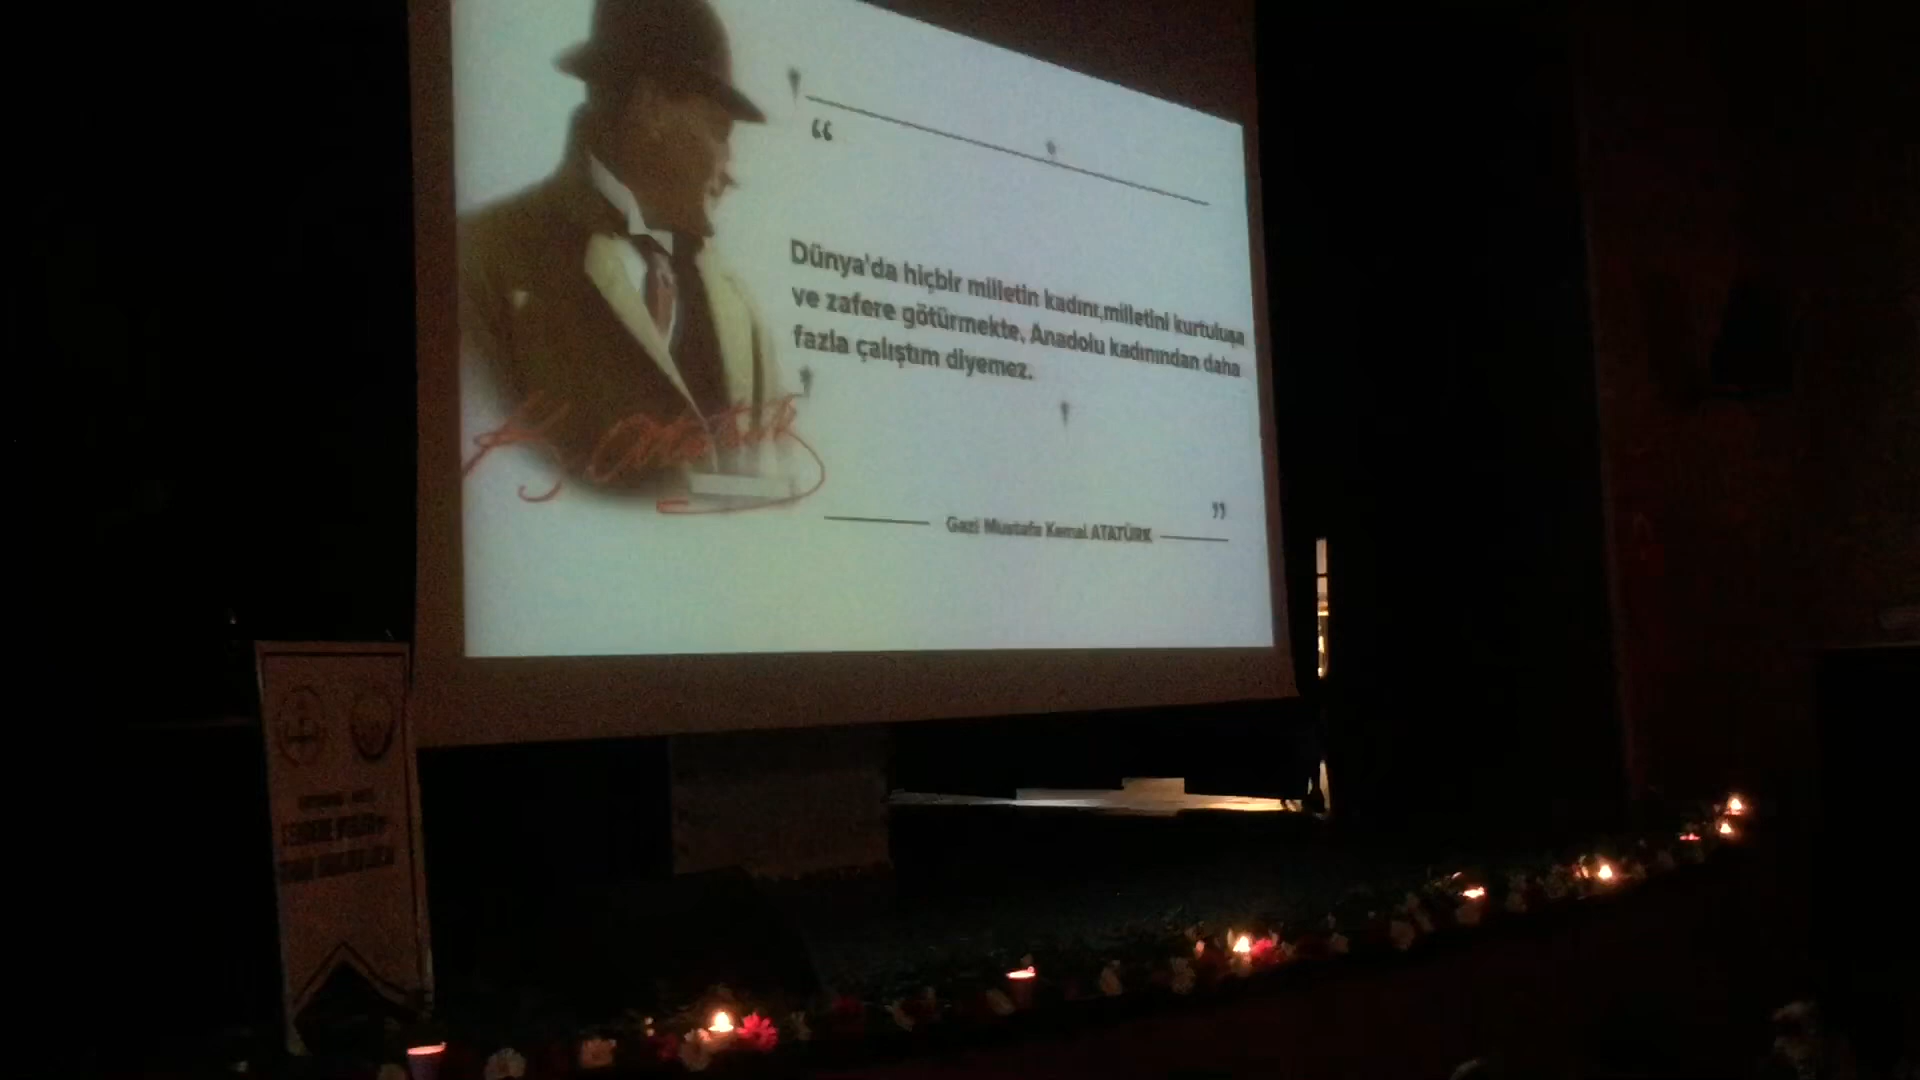 “
Dünya'da hiçbir milletin kadını,milletini kurtuluşa
ve zafere götürmekte, Anadolu kadınından daha
fazla çalıştım diyemez.
”
Gazi Mustafa Kemal ATATÜRK
K. Atatürk